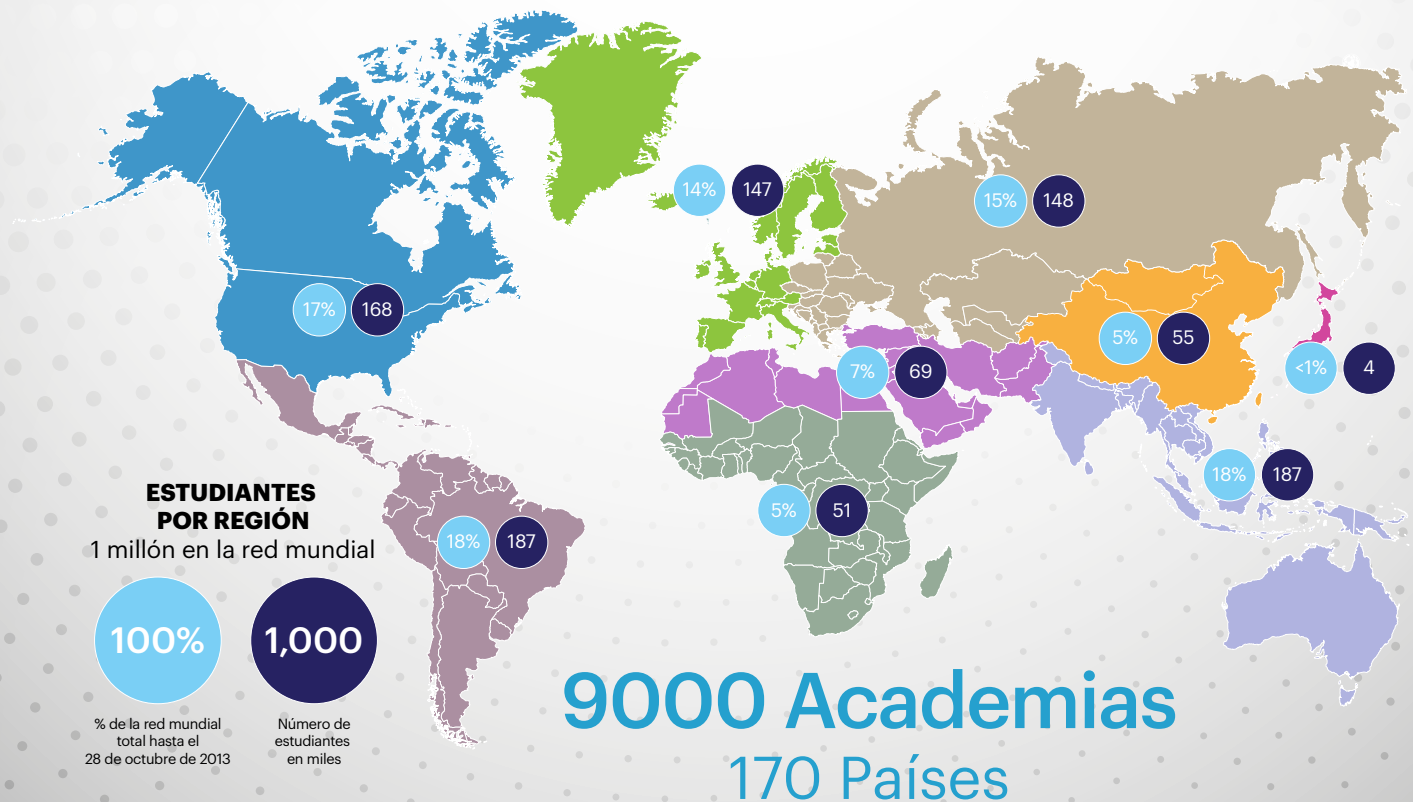 14%
147
15%
148
17%
168
5%
55
7%
69
<1%
4
18%
187
5%
51
18%
187
ESTUDIANTES
POR REGIÓN
1 millón en la red mundial
100%
1,000
% de la red mundial
total hasta el
28 de octubre de 2013
Número de
estudiantes
en miles
9000 Academias
170 Países